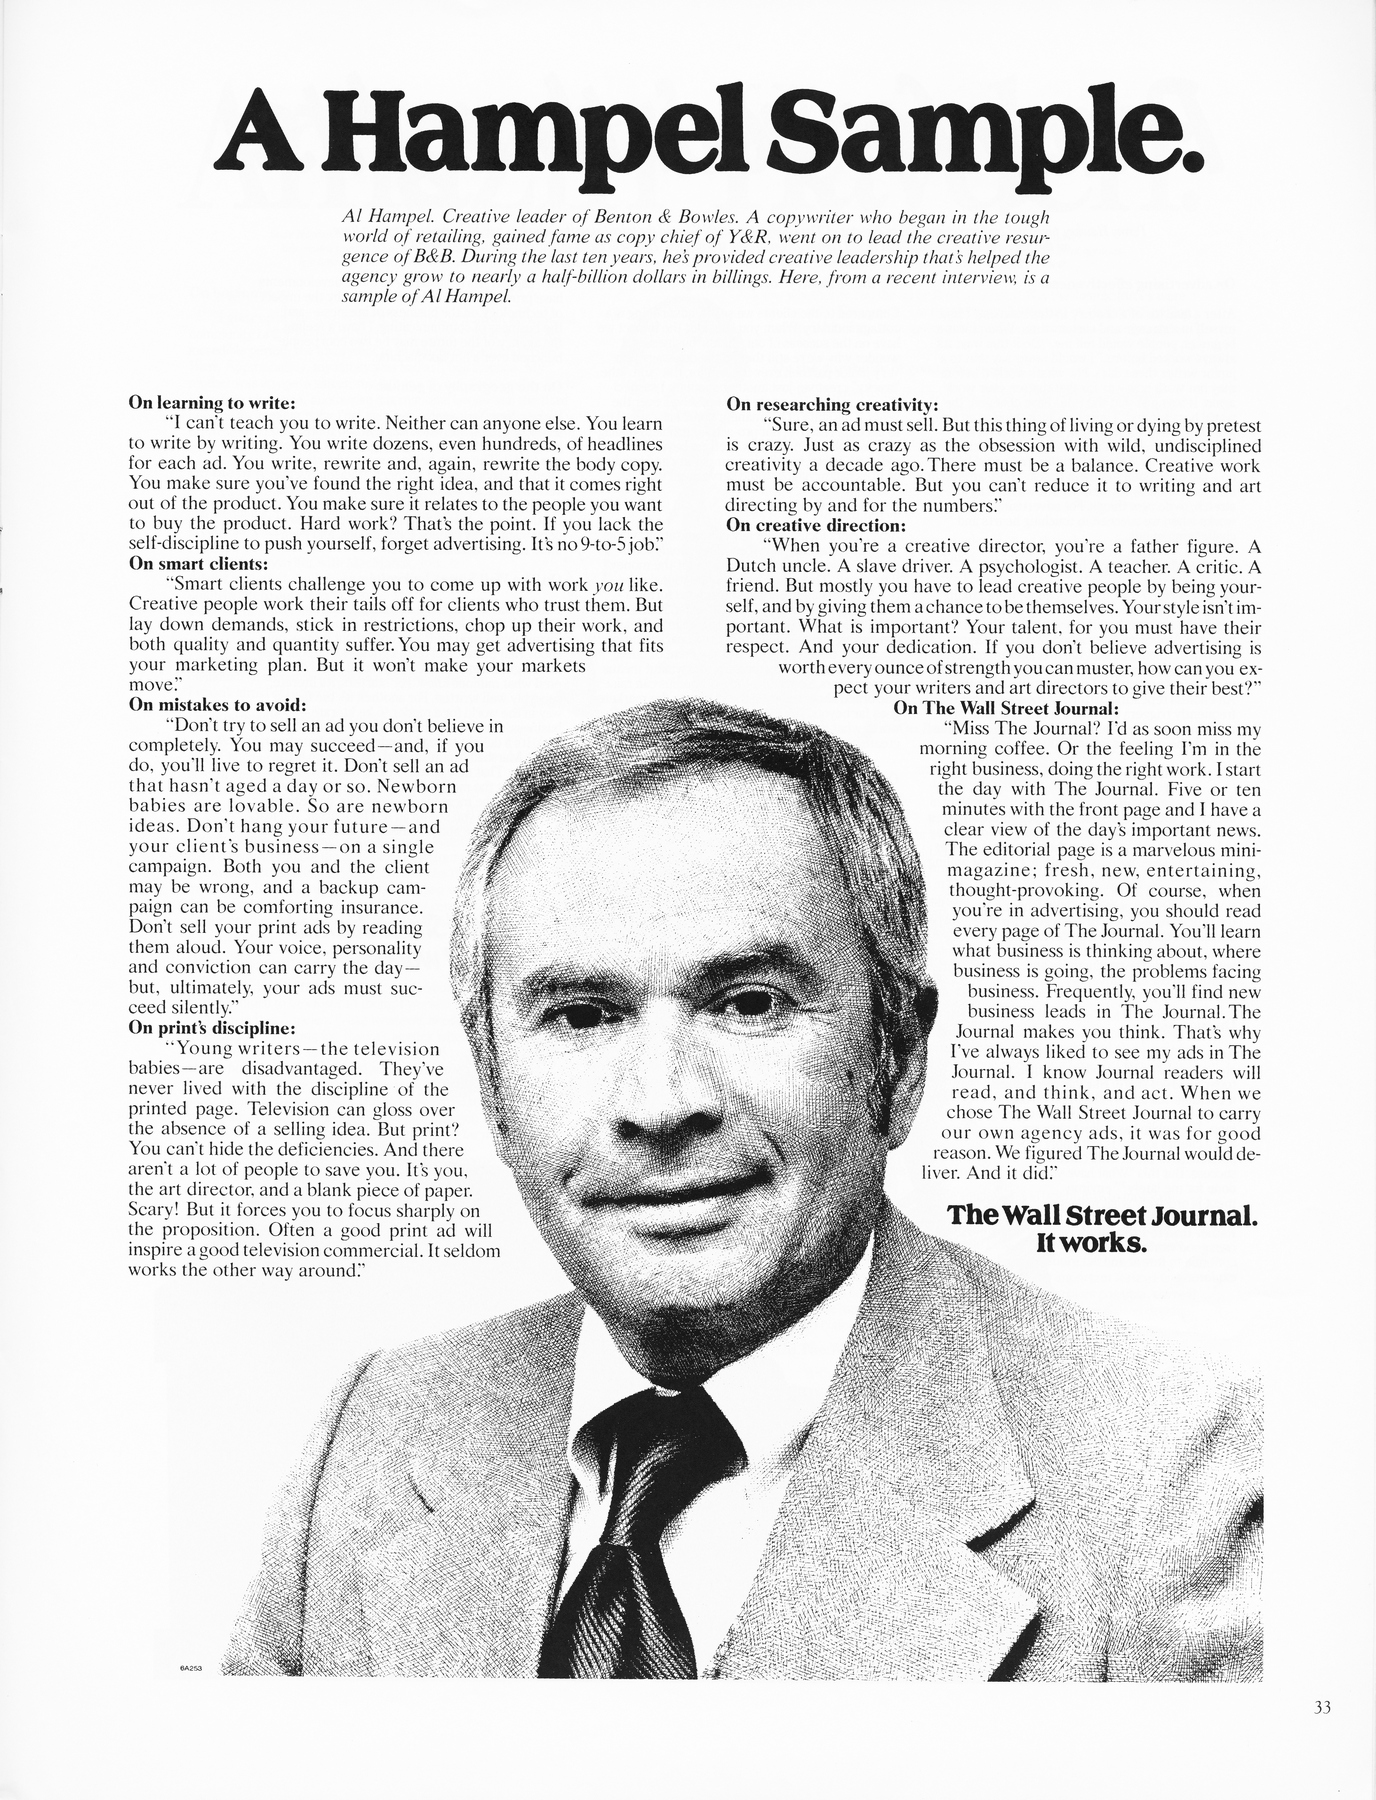 A Hampel Sample.
Al Hampel. Creative leader of Benton & Bowles. A copywriter who began in the tough
world of retailing, gained fame as copy chief of Y&R, went on to lead the creative resur-
gence of B&B. During the last ten years, he's provided creative leadership that's helped the
agency grow to nearly a half-billion dollars in billings. Here, from a recent interview, is a
sample of Al Hampel.
On learning to write:
“I can't teach you to write. Neither can anyone else. You learn
to write by writing. You write dozens, even hundreds, of headlines
for each ad. You write, rewrite and, again, rewrite the body copy.
You make sure you've found the right idea, and that it comes right
out of the product. You make sure it relates to the people you want
to buy the product. Hard work? That's the point. If you lack the
self-discipline to push yourself, forget advertising. It's no 9-to-5 job.”
On smart clients:
“Smart clients challenge you to come up with work you like.
Creative people work their tails off for clients who trust them. But
lay down demands, stick in restrictions, chop up their work, and
both quality and quantity suffer. You may get advertising that fits
your marketing plan. But it won't make your markets
move.”
On mistakes to avoid:
“Don't try to sell an ad you don't believe in
completely. You may succeed—and, if you
do, you'll live to regret it. Don't sell an ad
that hasn't aged a day or so. Newborn
babies are lovable. So are newborn
ideas. Don't hang your future—and
your client's business—on a single
campaign. Both you and the client
may be wrong, and a backup cam-
paign can be comforting insurance.
Don't sell your print ads by reading
them aloud. Your voice, personality
and conviction can carry the day—
but, ultimately, your ads must suc-
ceed silently.”
On print's discipline:
“Young writers—the television
babies—are disadvantaged. They've
never lived with the discipline of the
printed page. Television can gloss over
the absence of a selling idea. But print?
You can't hide the deficiencies. And there
aren't a lot of people to save you. It's you,
the art director, and a blank piece of paper.
Scary! But it forces you to focus sharply on
the proposition. Often a good print ad will
inspire a good television commercial. It seldom
works the other way around.”
On researching creativity:
“Sure, an ad must sell. But this thing of living or dying by pretest
is crazy. Just as crazy as the obsession with wild, undisciplined
creativity a decade ago. There must be a balance. Creative work
must be accountable. But you can't reduce it to writing and art
directing by and for the numbers.”
On creative direction:
“When you're a creative director, you're a father figure. A
Dutch uncle. A slave driver. A psychologist. A teacher. A critic. A
friend. But mostly you have to lead creative people by being your-
self, and by giving them a chance to be themselves. Your style isn't im-
portant. What is important? Your talent, for you must have their
respect. And your dedication. If you don't believe advertising is
worth every ounce of strength you can muster, how can you ex-
pect your writers and art directors to give their best?”
On The Wall Street Journal:
“Miss The Journal? I'd as soon miss my
morning coffee. Or the feeling I'm in the
right business, doing the right work. I start
the day with The Journal. Five or ten
minutes with the front page and I have a
clear view of the day's important news.
The editorial page is a marvelous mini-
magazine; fresh, new, entertaining,
thought-provoking. Of course, when
you're in advertising, you should read
every page of The Journal. You'll learn
what business is thinking about, where
business is going, the problems facing
business. Frequently, you'll find new
business leads in The Journal. The
Journal makes you think. That's why
I've always liked to see my ads in The
Journal. I know Journal readers will
read, and think, and act. When we
chose The Wall Street Journal to carry
our own agency ads, it was for good
reason. We figured The Journal would de-
liver. And it did.”
The Wall Street Journal.
It works.
6A253
33